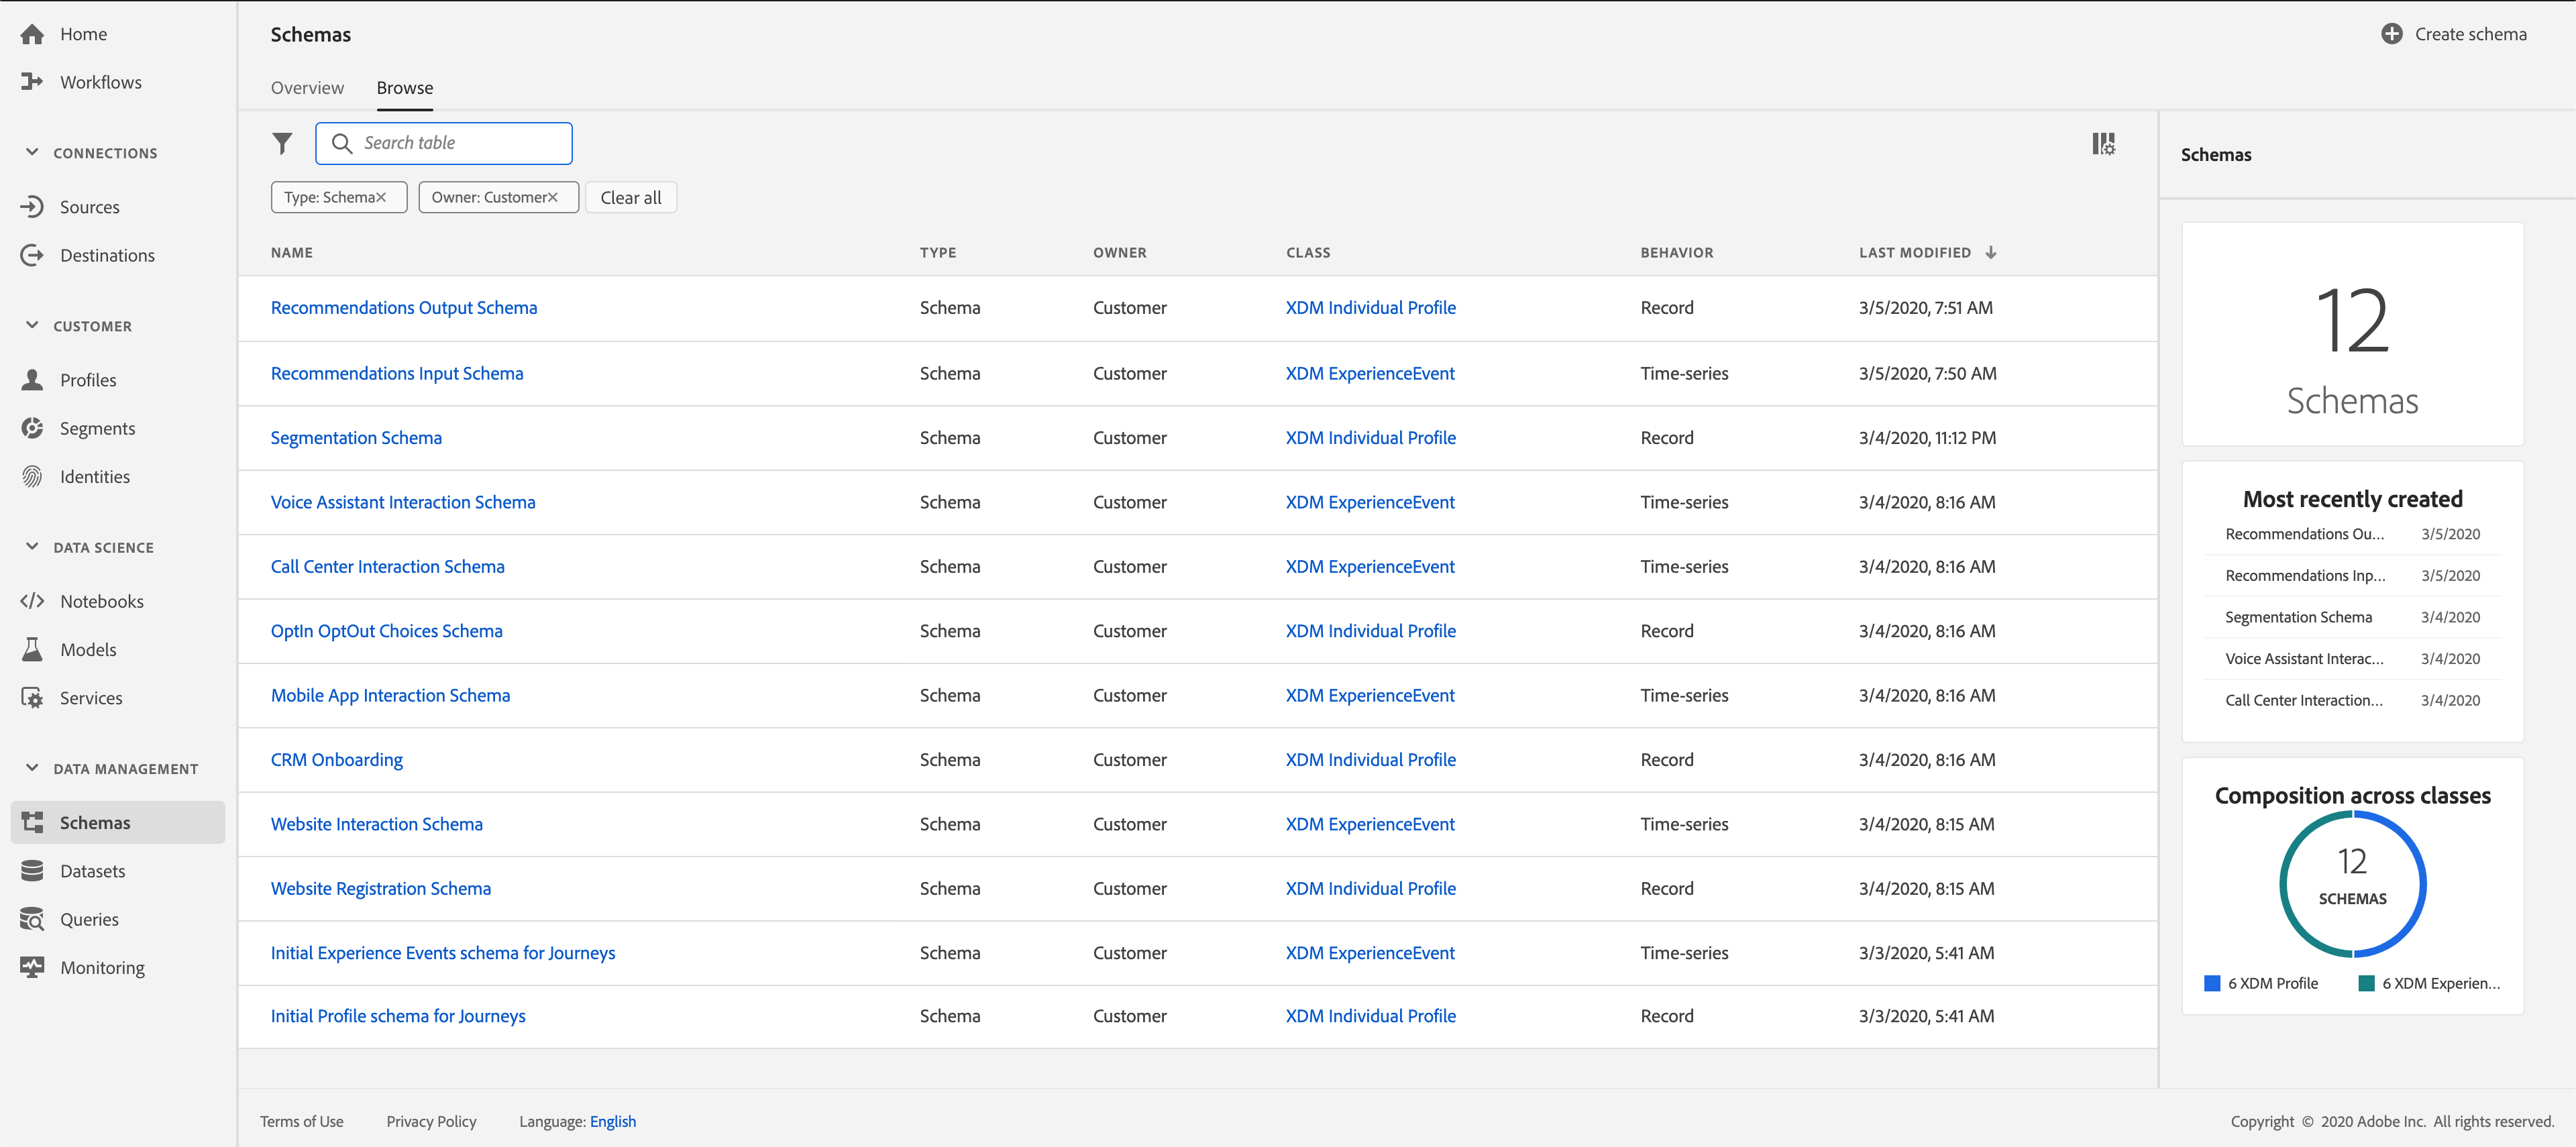 Home
Workflows
CONNECTIONS
Sources
Destinations
CUSTOMER
Profiles
Segments
Identities
DATA SCIENCE
Notebooks
Models
Services
DATA MANAGEMENT
Schemas
Datasets
Queries
Monitoring
Schemas
Create schema
Overview Browse
Search table
Type: Schema× Owner: Customer× Clear all
NAME TYPE OWNER CLASS BEHAVIOR LAST MODIFIED ↓
Recommendations Output Schema Schema Customer XDM Individual Profile Record 3/5/2020, 7:51 AM
Recommendations Input Schema Schema Customer XDM ExperienceEvent Time-series 3/5/2020, 7:50 AM
Segmentation Schema Schema Customer XDM Individual Profile Record 3/4/2020, 11:12 PM
Voice Assistant Interaction Schema Schema Customer XDM ExperienceEvent Time-series 3/4/2020, 8:16 AM
Call Center Interaction Schema Schema Customer XDM ExperienceEvent Time-series 3/4/2020, 8:16 AM
OptIn OptOut Choices Schema Schema Customer XDM Individual Profile Record 3/4/2020, 8:16 AM
Mobile App Interaction Schema Schema Customer XDM ExperienceEvent Time-series 3/4/2020, 8:16 AM
CRM Onboarding Schema Customer XDM Individual Profile Record 3/4/2020, 8:16 AM
Website Interaction Schema Schema Customer XDM ExperienceEvent Time-series 3/4/2020, 8:15 AM
Website Registration Schema Schema Customer XDM Individual Profile Record 3/4/2020, 8:15 AM
Initial Experience Events schema for Journeys Schema Customer XDM ExperienceEvent Time-series 3/3/2020, 5:41 AM
Initial Profile schema for Journeys Schema Customer XDM Individual Profile Record 3/3/2020, 5:41 AM
Schemas
12
Schemas
Most recently created
Recommendations Ou... 3/5/2020
Recommendations Inp... 3/5/2020
Segmentation Schema 3/4/2020
Voice Assistant Interac... 3/4/2020
Call Center Interaction... 3/4/2020
Composition across classes
12
SCHEMAS
6 XDM Profile 6 XDM Experien...
Terms of Use Privacy Policy Language: English
Copyright © 2020 Adobe Inc. All rights reserved.